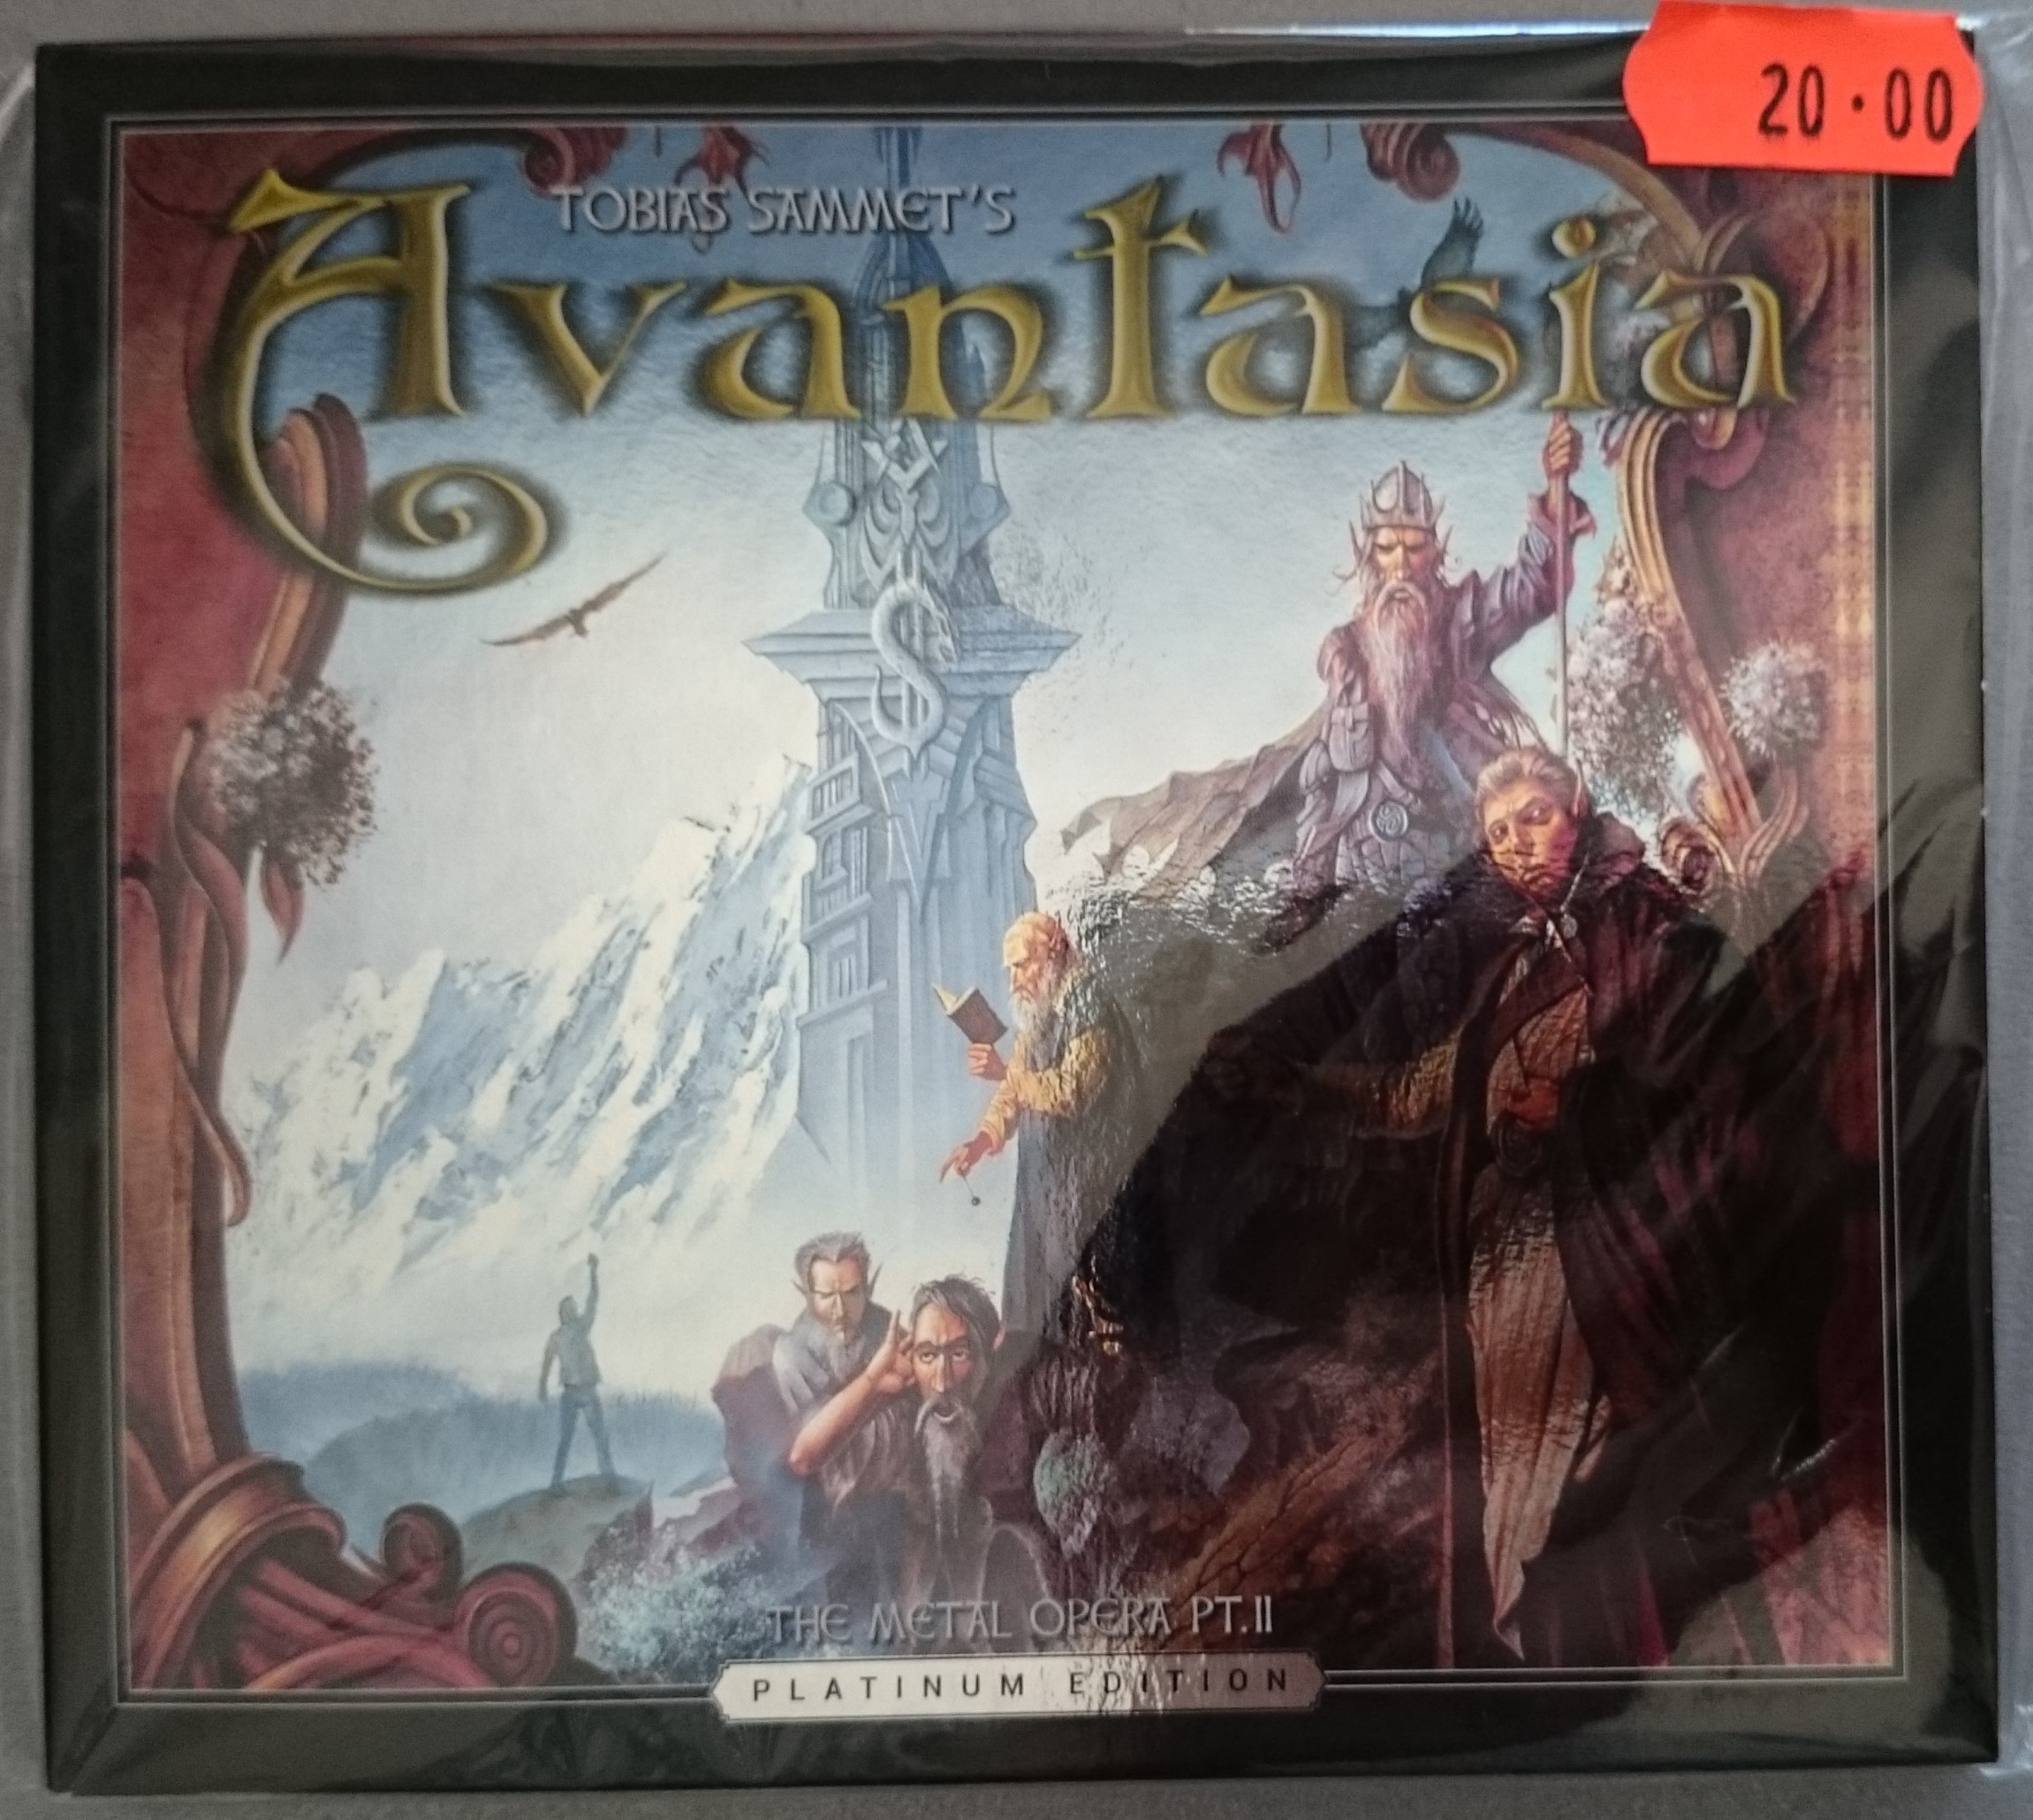 20.00
TOBIAS SAMMET'S
Avantasia
THE METAL OPERA PT.II
PLATINUM EDITION